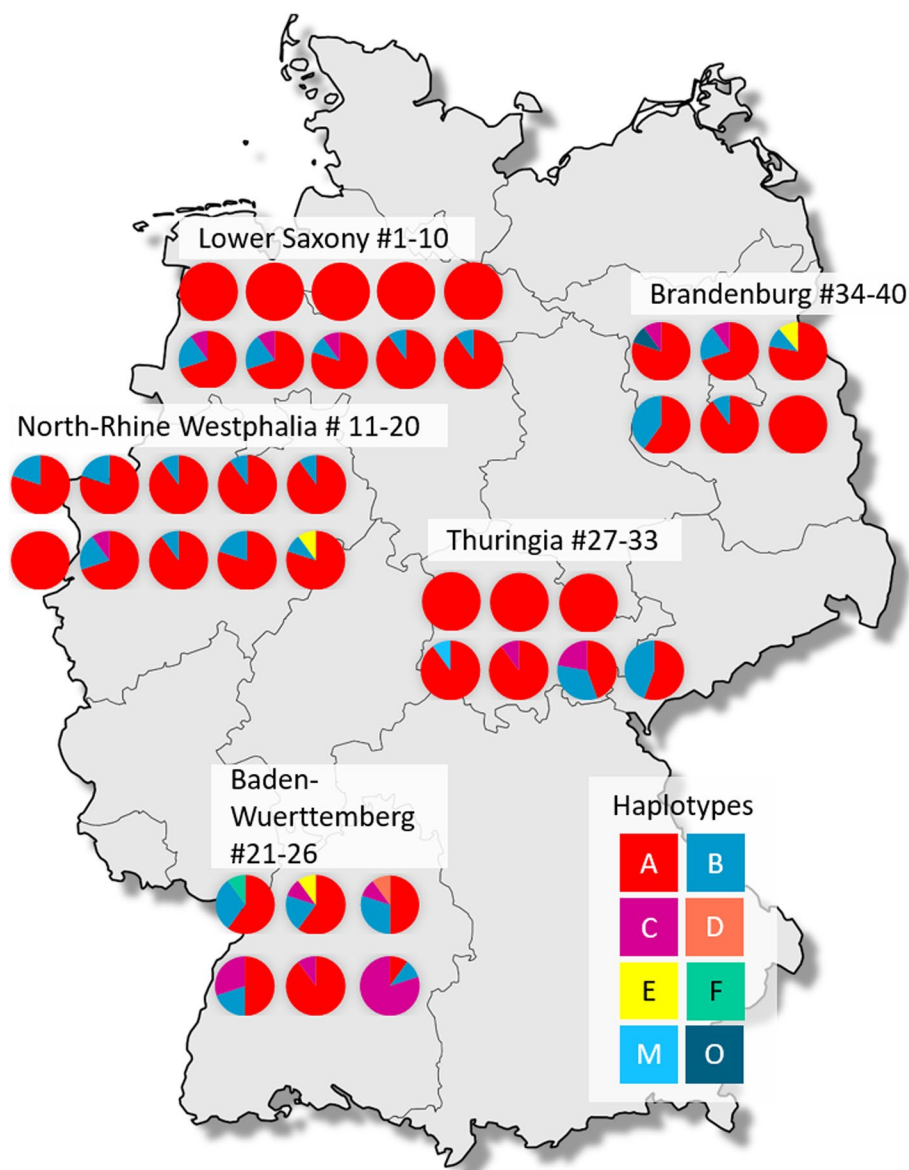 Lower Saxony #1-10
Brandenburg #34-40
North-Rhine Westphalia # 11-20
Thuringia #27-33
Baden-
Wuerttemberg
#21-26
Haplotypes
A B
C D
E F
M O